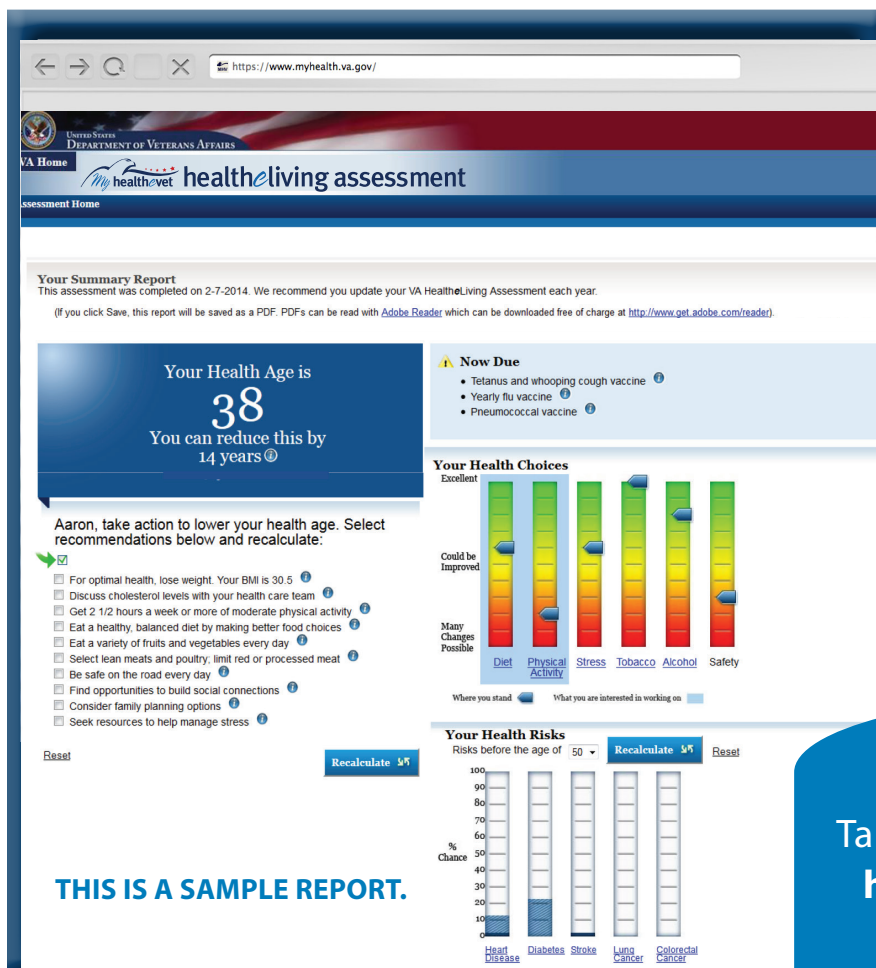 https://www.myhealth.va.gov/
UNITED STATES
DEPARTMENT OF VETERANS AFFAIRS
VA Home
My healthevet healtheliving assessment
ssessment Home
Your Summary Report
This assessment was completed on 2-7-2014. We recommend you update your VA HealtheLiving Assessment each year.
(If you click Save, this report will be saved as a PDF. PDFs can be read with Adobe Reader which can be downloaded free of charge at http://www.get.adobe.com/reader).
Your Health Age is
38
You can reduce this by
14 years
Aaron, take action to lower your health age. Select
recommendations below and recalculate:
For optimal health, lose weight. Your BMI is 30.5
Discuss cholesterol levels with your health care team
Get 2 1/2 hours a week or more of moderate physical activity
Eat a healthy, balanced diet by making better food choices
Eat a variety of fruits and vegetables every day
Select lean meats and poultry; limit red or processed meat
Be safe on the road every day
Find opportunities to build social connections
Consider family planning options
Seek resources to help manage stress
Reset
Recalculate
THIS IS A SAMPLE REPORT.
Now Due
• Tetanus and whooping cough vaccine
• Yearly flu vaccine
• Pneumococcal vaccine
Your Health Choices
Excellent
Could be
Improved
Many
Changes
Possible
Diet Physical Stress Tobacco Alcohol Safety
Activity
Where you stand What you are interested in working on
Your Health Risks
Risks before the age of 50 Recalculate Reset
100
90
80
70
60
%
Chance 50
40
30
20
10
0
Heart Diabetes Stroke Lung Colorectal
Disease Cancer Cancer
Ta
h